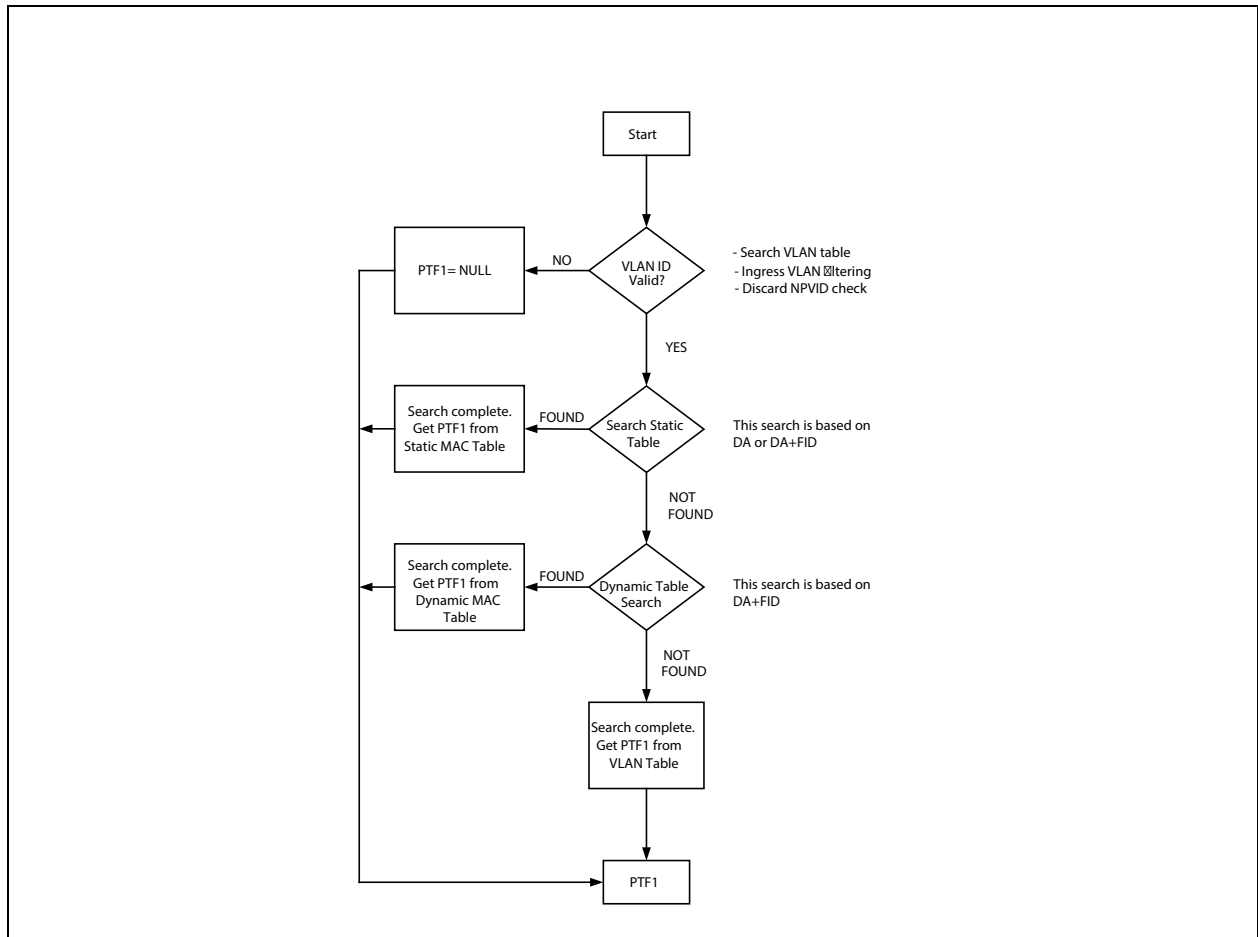 Start
VLAN ID
Valid?
NO
PTF1= NULL
- Search VLAN table
- Ingress VLAN ltering
- Discard NPVID check
YES
Search Static
Table
FOUND
Search complete.
Get PTF1 from
Static MAC Table
This search is based on
DA or DA+FID
NOT
FOUND
Dynamic Table
Search
FOUND
Search complete.
Get PTF1 from
Dynamic MAC
Table
This search is based on
DA+FID
NOT
FOUND
Search complete.
Get PTF1 from
VLAN Table
PTF1